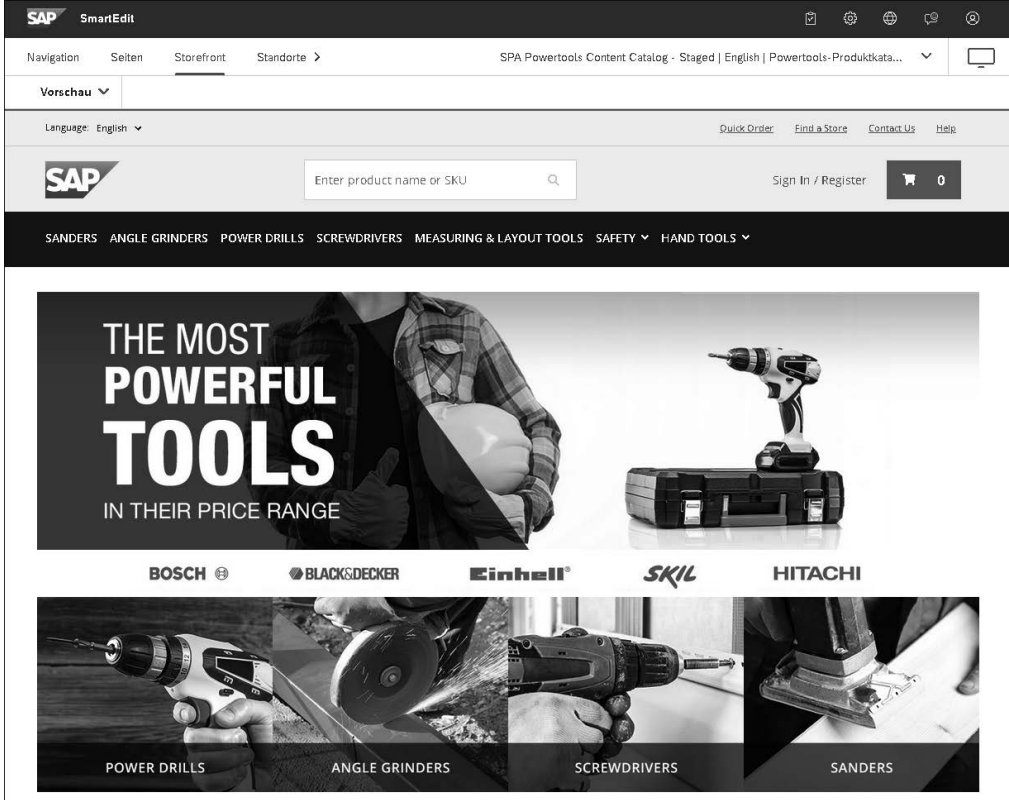 SAP SmartEdit
Navigation Seiten Storefront Standorte
SPA Powertools Content Catalog - Staged | English | Powertools-Produktkata...
Vorschau
Language: English
Quick Order Find a Store Contact Us Help
SAP
Enter product name or SKU
Sign In / Register
0
SANDERS ANGLE GRINDERS POWER DRILLS SCREWDRIVERS MEASURING & LAYOUT TOOLS SAFETY HAND TOOLS
THE MOST
POWERFUL
TOOLS
IN THEIR PRICE RANGE
BOSCH BLACK&DECKER Einhell® SKIL HITACHI
POWER DRILLS ANGLE GRINDERS SCREWDRIVERS SANDERS